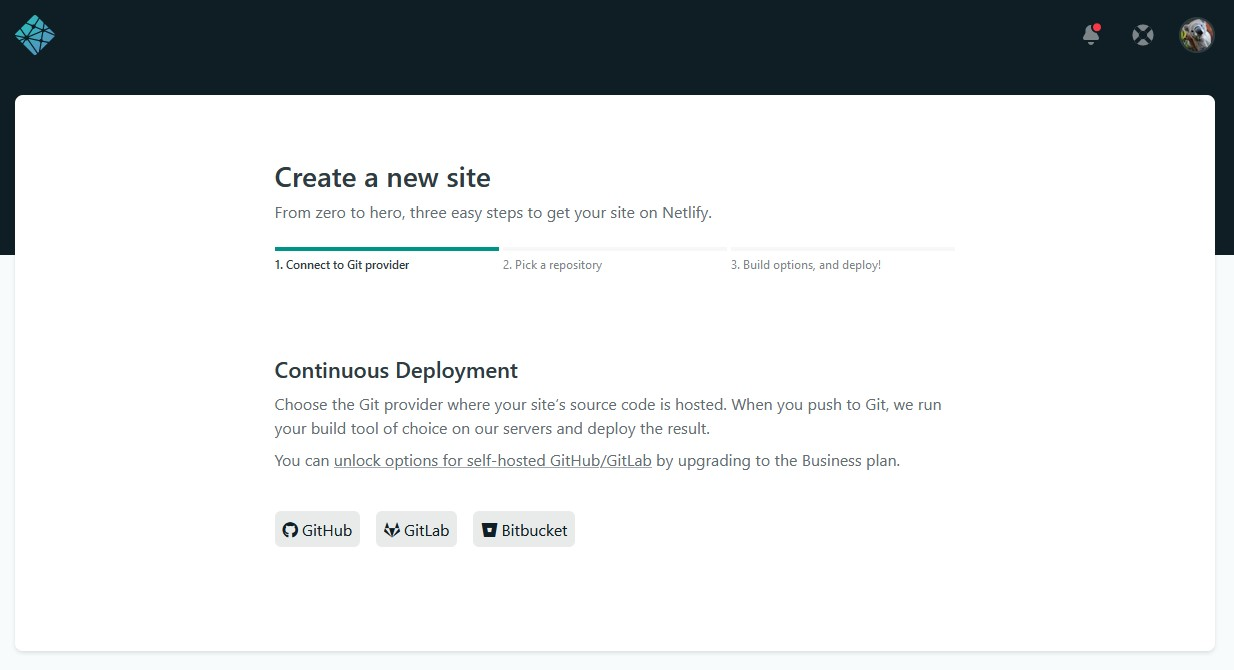 Create a new site
From zero to hero, three easy steps to get your site on Netlify.
1. Connect to Git provider
2. Pick a repository
3. Build options, and deploy!
Continuous Deployment
Choose the Git provider where your site’s source code is hosted. When you push to Git, we run
your build tool of choice on our servers and deploy the result.
You can unlock options for self-hosted GitHub/GitLab by upgrading to the Business plan.
GitHub
GitLab
Bitbucket